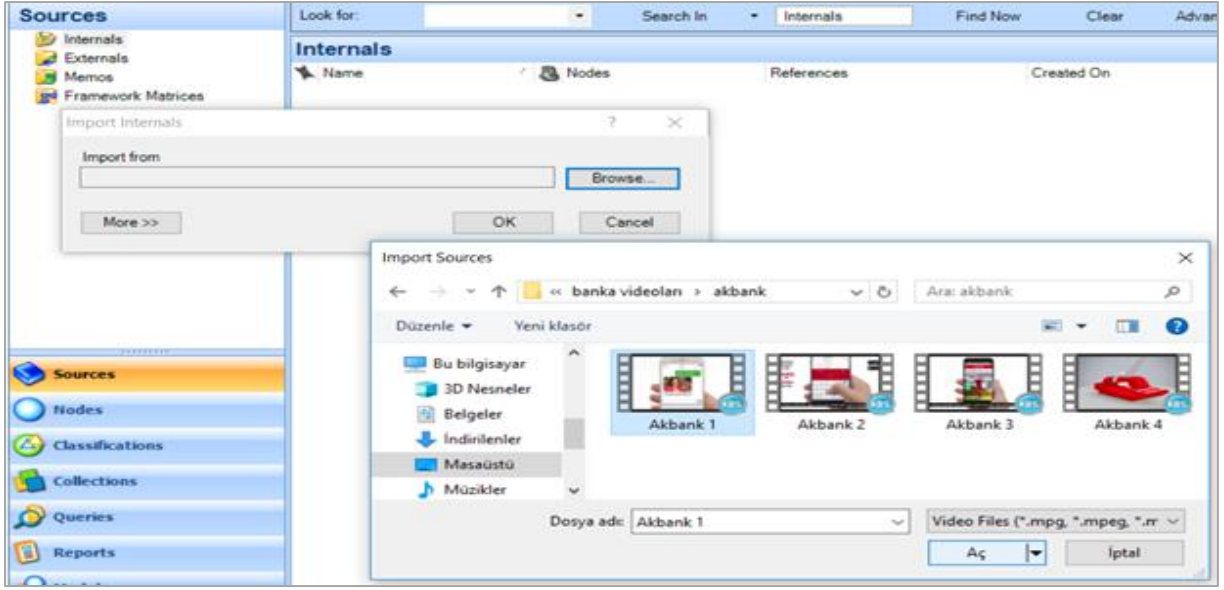 Sources
Internals
Externals
Memos
Framework Matrices
Look for:
Search In
Internals
Find Now
Clear
Advan
Internals
Name
Nodes
References
Created On
Import Internals
?
Import from
Browse...
More >>
OK
Cancel
Import Sources
« banka videoları › akbank
Ara: akbank
Düzenle
Yeni klasör
Bu bilgisayar
3D Nesneler
Belgeler
İndirilenler
Masaüstü
Müzikler
Akbank 1
Akbank 2
Akbank 3
Akbank 4
Dosya adı:
Akbank 1
Video Files (*.mpg, *.mpeg, *.m
Aç
İptal
Sources
Nodes
Classifications
Collections
Queries
Reports